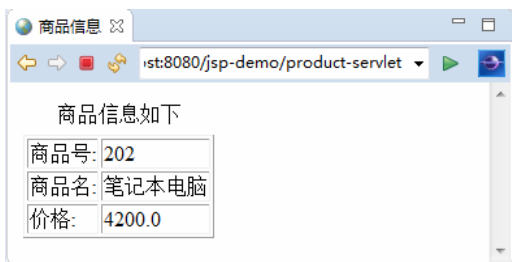 商品信息
ost:8080/jsp-demo/product-servlet
商品信息如下
商品号: 202
商品名: 笔记本电脑
价格: 4200.0